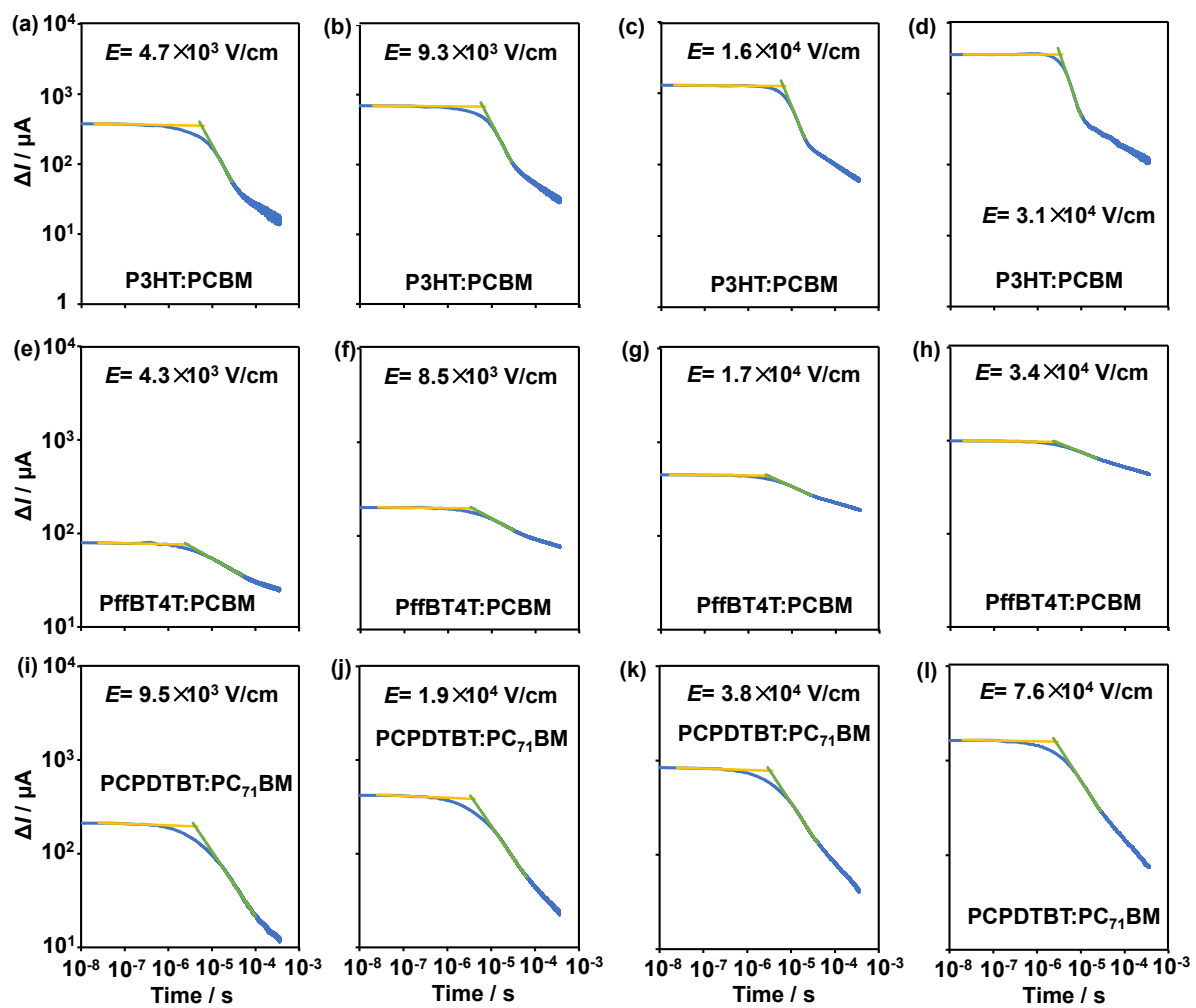 (a) 10⁴ E= 4.7×10³ V/cm
10³
10²
10¹
1
ΔI / µA
P3HT:PCBM
(b) E= 9.3×10³ V/cm
P3HT:PCBM
(c) E= 1.6×10⁴ V/cm
P3HT:PCBM
(d)
E= 3.1×10⁴ V/cm
P3HT:PCBM
(e) 10⁴ E= 4.3×10³ V/cm
10³
10²
10¹
ΔI / µA
PffBT4T:PCBM
(f) E= 8.5×10³ V/cm
PffBT4T:PCBM
(g) E= 1.7×10⁴ V/cm
PffBT4T:PCBM
(h) E= 3.4×10⁴ V/cm
PffBT4T:PCBM
(i) 10⁴ E= 9.5×10³ V/cm
10³
10²
10¹
ΔI / µA
PCPDTBT:PC₇₁BM
10⁻⁸ 10⁻⁷ 10⁻⁶ 10⁻⁵ 10⁻⁴ 10⁻³
Time / s
(j) E= 1.9×10⁴ V/cm
PCPDTBT:PC₇₁BM
10⁻⁸ 10⁻⁷ 10⁻⁶ 10⁻⁵ 10⁻⁴ 10⁻³
Time / s
(k) E= 3.8×10⁴ V/cm
PCPDTBT:PC₇₁BM
10⁻⁸ 10⁻⁷ 10⁻⁶ 10⁻⁵ 10⁻⁴ 10⁻³
Time / s
(l) E= 7.6×10⁴ V/cm
PCPDTBT:PC₇₁BM
10⁻⁸ 10⁻⁷ 10⁻⁶ 10⁻⁵ 10⁻⁴ 10⁻³
Time / s